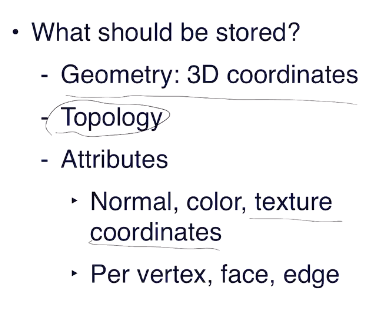 • What should be stored?
- Geometry: 3D coordinates
- Topology
- Attributes
‣ Normal, color, texture
coordinates
‣ Per vertex, face, edge